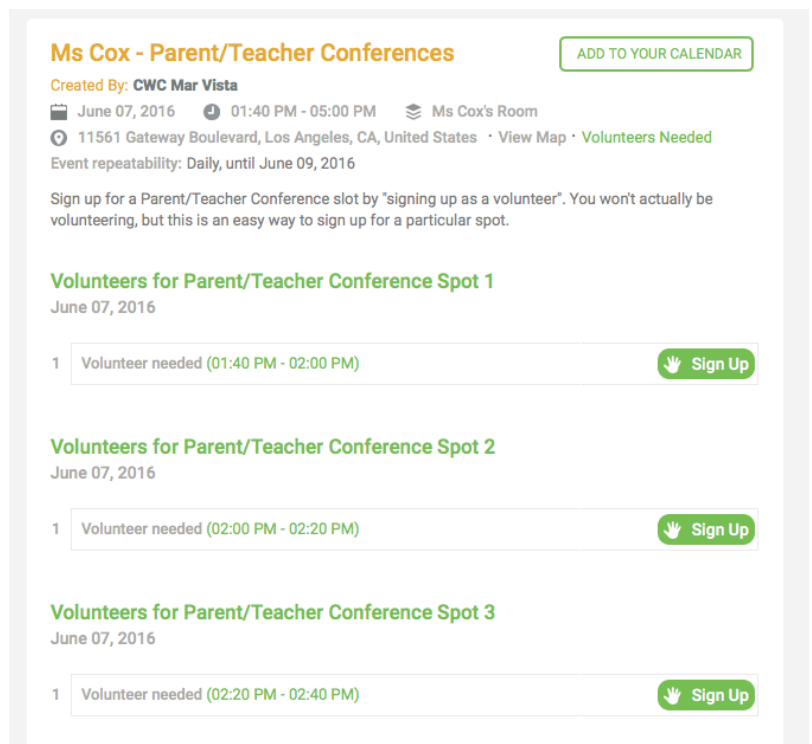 Ms Cox - Parent/Teacher Conferences
ADD TO YOUR CALENDAR
Created By: CWC Mar Vista
June 07, 2016 01:40 PM - 05:00 PM Ms Cox's Room
11561 Gateway Boulevard, Los Angeles, CA, United States · View Map · Volunteers Needed
Event repeatability: Daily, until June 09, 2016
Sign up for a Parent/Teacher Conference slot by "signing up as a volunteer". You won't actually be
volunteering, but this is an easy way to sign up for a particular spot.
Volunteers for Parent/Teacher Conference Spot 1
June 07, 2016
1 Volunteer needed (01:40 PM - 02:00 PM) Sign Up
Volunteers for Parent/Teacher Conference Spot 2
June 07, 2016
1 Volunteer needed (02:00 PM - 02:20 PM) Sign Up
Volunteers for Parent/Teacher Conference Spot 3
June 07, 2016
1 Volunteer needed (02:20 PM - 02:40 PM) Sign Up